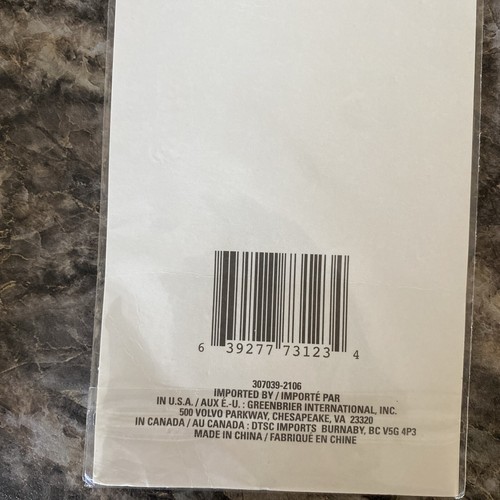 6 39277 73123 4
307039-2106
IMPORTED BY / IMPORTÉ PAR
IN U.S.A. / AUX E.-U. : GREENBRIER INTERNATIONAL, INC.
500 VOLVO PARKWAY, CHESAPEAKE, VA 23320
IN CANADA / AU CANADA : DTSC IMPORTS BURNABY, BC V5G 4P3
MADE IN CHINA / FABRIQUÉ EN CHINE